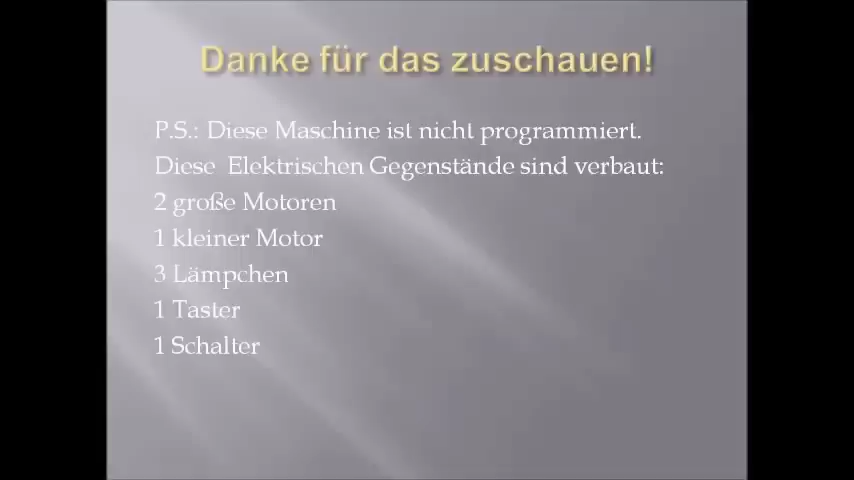 Danke für das zuschauen!
P.S.: Diese Maschine ist nicht programmiert.
Diese  Elektrischen Gegenstände sind verbaut:
2 große Motoren
1 kleiner Motor
3 Lämpchen
1 Taster
1 Schalter